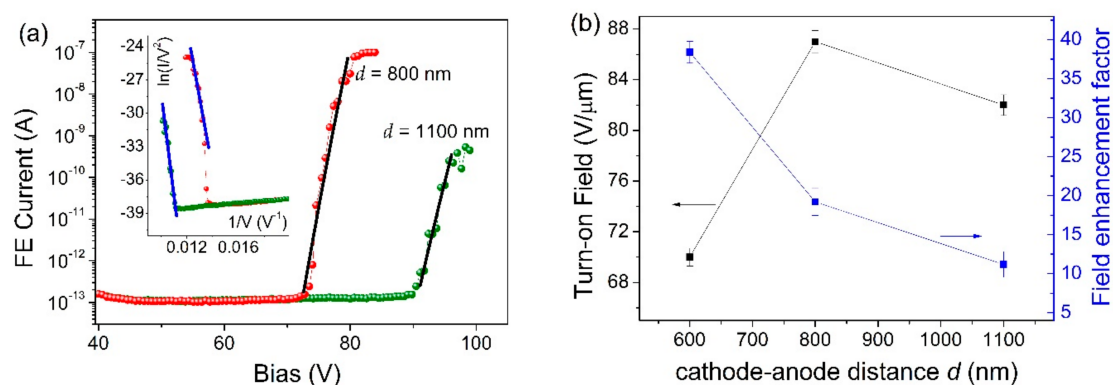 (a)
FE Current (A)
10⁻⁷
10⁻⁸
10⁻⁹
10⁻¹⁰
10⁻¹¹
10⁻¹²
10⁻¹³
40 60 80 100
Bias (V)
d = 800 nm
d = 1100 nm
ln(I/V²)
-24
-27
-30
-33
-36
-39
1/V (V⁻¹)
0.012 0.016
(b)
Turn-on Field (V/μm)
88
84
80
76
72
68
600 700 800 900 1000 1100
cathode-anode distance d (nm)
40
35
30
25
20
15
10
5
Field enhancement factor